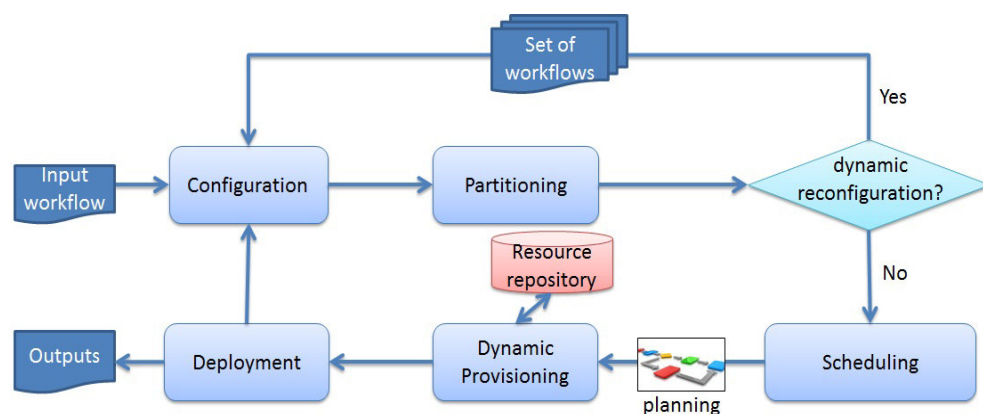 Set of
workflows
Yes
Input
workflow
Configuration
Partitioning
dynamic
reconfiguration?
Resource
repository
No
Outputs
Deployment
Dynamic
Provisioning
Scheduling
planning